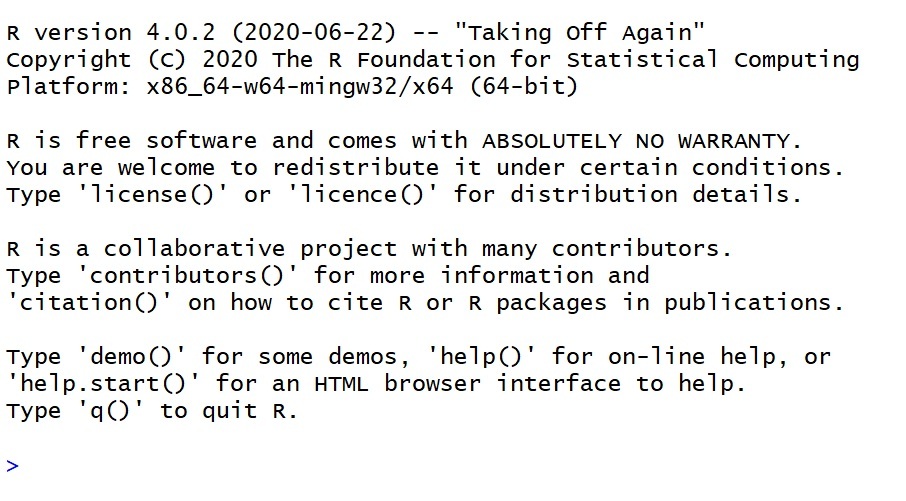 R version 4.0.2 (2020-06-22) -- "Taking Off Again"
Copyright (C) 2020 The R Foundation for Statistical Computing
Platform: x86_64-w64-mingw32/x64 (64-bit)
R is free software and comes with ABSOLUTELY NO WARRANTY.
You are welcome to redistribute it under certain conditions.
Type 'license()' or 'licence()' for distribution details.
R is a collaborative project with many contributors.
Type 'contributors()' for more information and
'citation()' on how to cite R or R packages in publications.
Type 'demo()' for some demos, 'help()' for on-line help, or
'help.start()' for an HTML browser interface to help.
Type 'q()' to quit R.
>